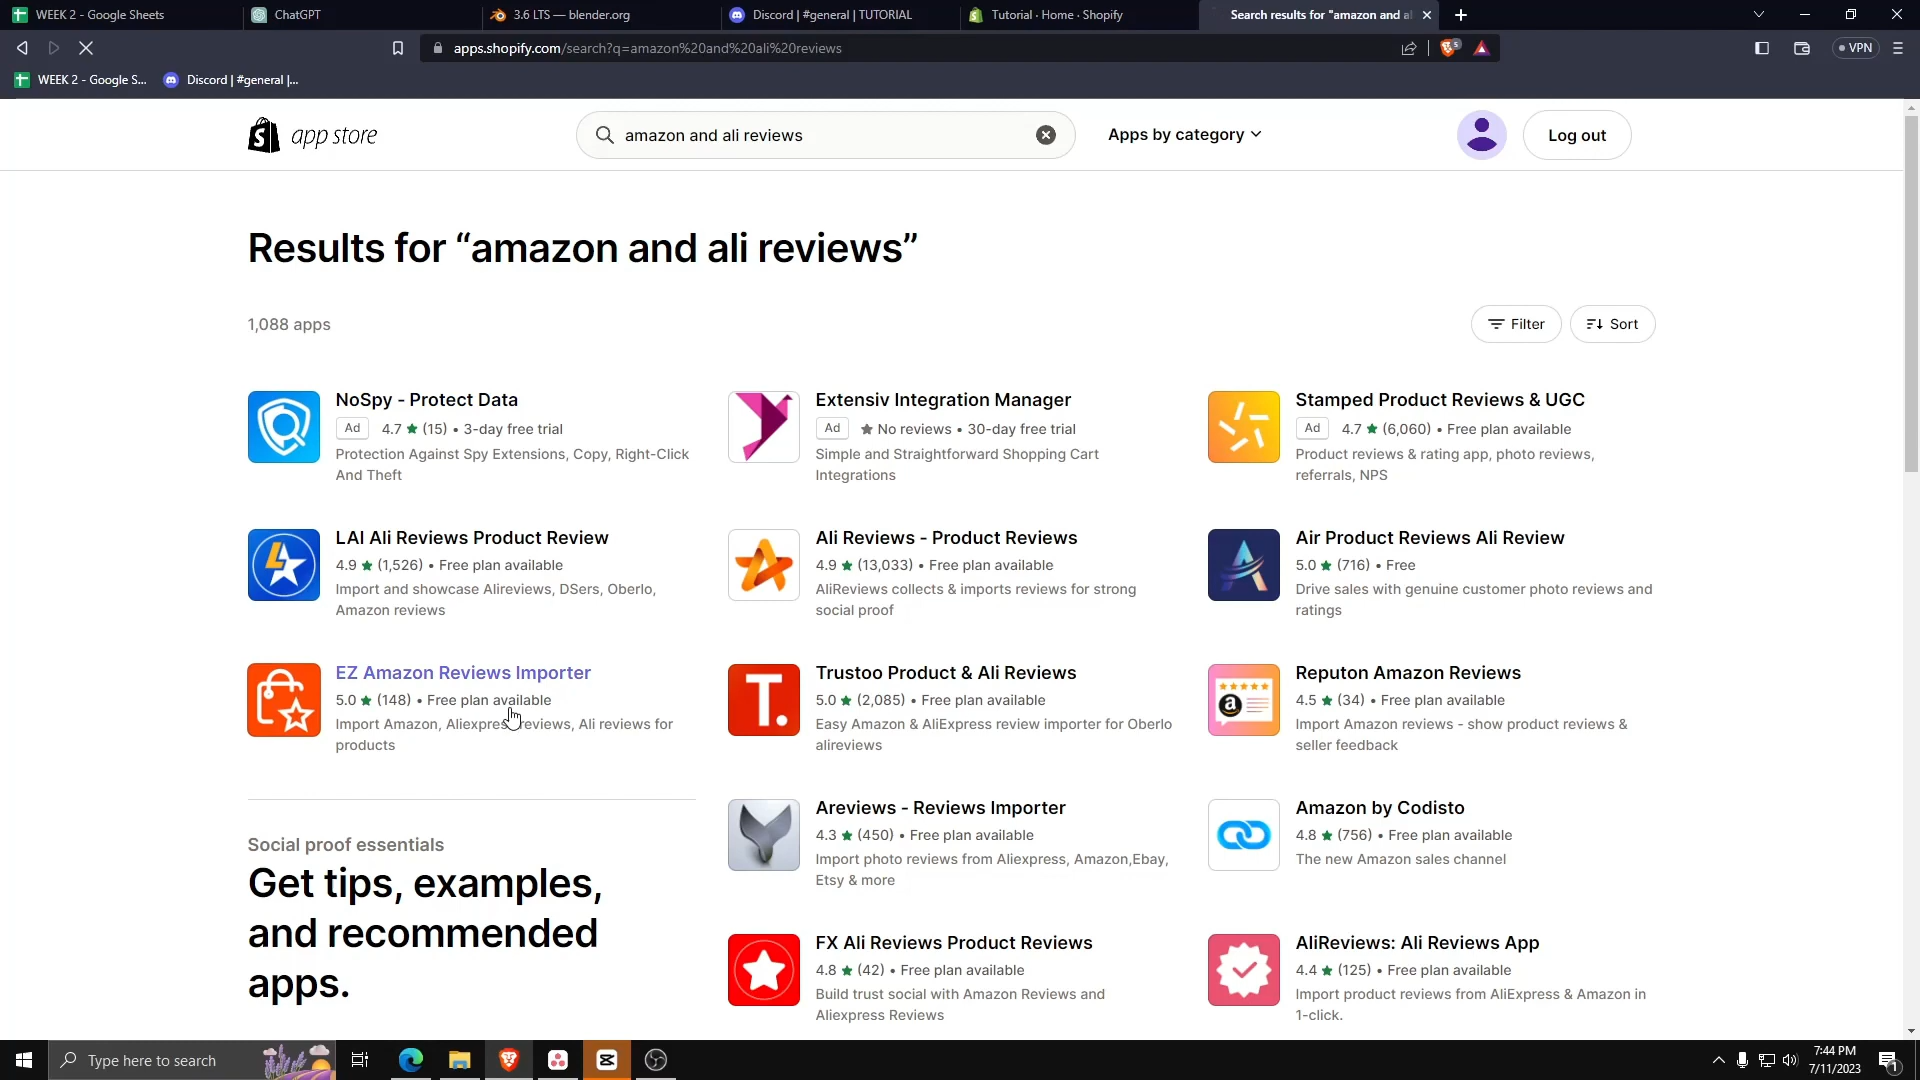 WEEK 2 - Google Sheets
ChatGPT
3.6 LTS — blender.org
Discord | #general | TUTORIAL
Tutorial · Home · Shopify
Search results for "amazon and al
apps.shopify.com/search?q=amazon%20and%20ali%20reviews
5
VPN
WEEK 2 - Google S...
Discord | #general |...
app store
amazon and ali reviews
Apps by category
Log out
Results for “amazon and ali reviews”
1,088 apps
Filter
Sort
NoSpy - Protect Data
Ad 4.7 ★ (15) • 3-day free trial
Protection Against Spy Extensions, Copy, Right-Click
And Theft
Extensiv Integration Manager
Ad ★ No reviews • 30-day free trial
Simple and Straightforward Shopping Cart
Integrations
Stamped Product Reviews & UGC
Ad 4.7 ★ (6,060) • Free plan available
Product reviews & rating app, photo reviews,
referrals, NPS
LAI Ali Reviews Product Review
4.9 ★ (1,526) • Free plan available
Import and showcase Alireviews, DSers, Oberlo,
Amazon reviews
Ali Reviews - Product Reviews
4.9 ★ (13,033) • Free plan available
AliReviews collects & imports reviews for strong
social proof
Air Product Reviews Ali Review
5.0 ★ (716) • Free
Drive sales with genuine customer photo reviews and
ratings
EZ Amazon Reviews Importer
5.0 ★ (148) • Free plan available
Import Amazon, Aliexpress reviews, Ali reviews for
products
T.
Trustoo Product & Ali Reviews
5.0 ★ (2,085) • Free plan available
Easy Amazon & AliExpress review importer for Oberlo
alireviews
a
Reputon Amazon Reviews
4.5 ★ (34) • Free plan available
Import Amazon reviews - show product reviews &
seller feedback
Social proof essentials
Get tips, examples,
and recommended
apps.
Areviews - Reviews Importer
4.3 ★ (450) • Free plan available
Import photo reviews from Aliexpress, Amazon,Ebay,
Etsy & more
Amazon by Codisto
4.8 ★ (756) • Free plan available
The new Amazon sales channel
FX Ali Reviews Product Reviews
4.8 ★ (42) • Free plan available
Build trust social with Amazon Reviews and
Aliexpress Reviews
AliReviews: Ali Reviews App
4.4 ★ (125) • Free plan available
Import product reviews from AliExpress & Amazon in
1-click.
Type here to search
7:44 PM
7/11/2023
1